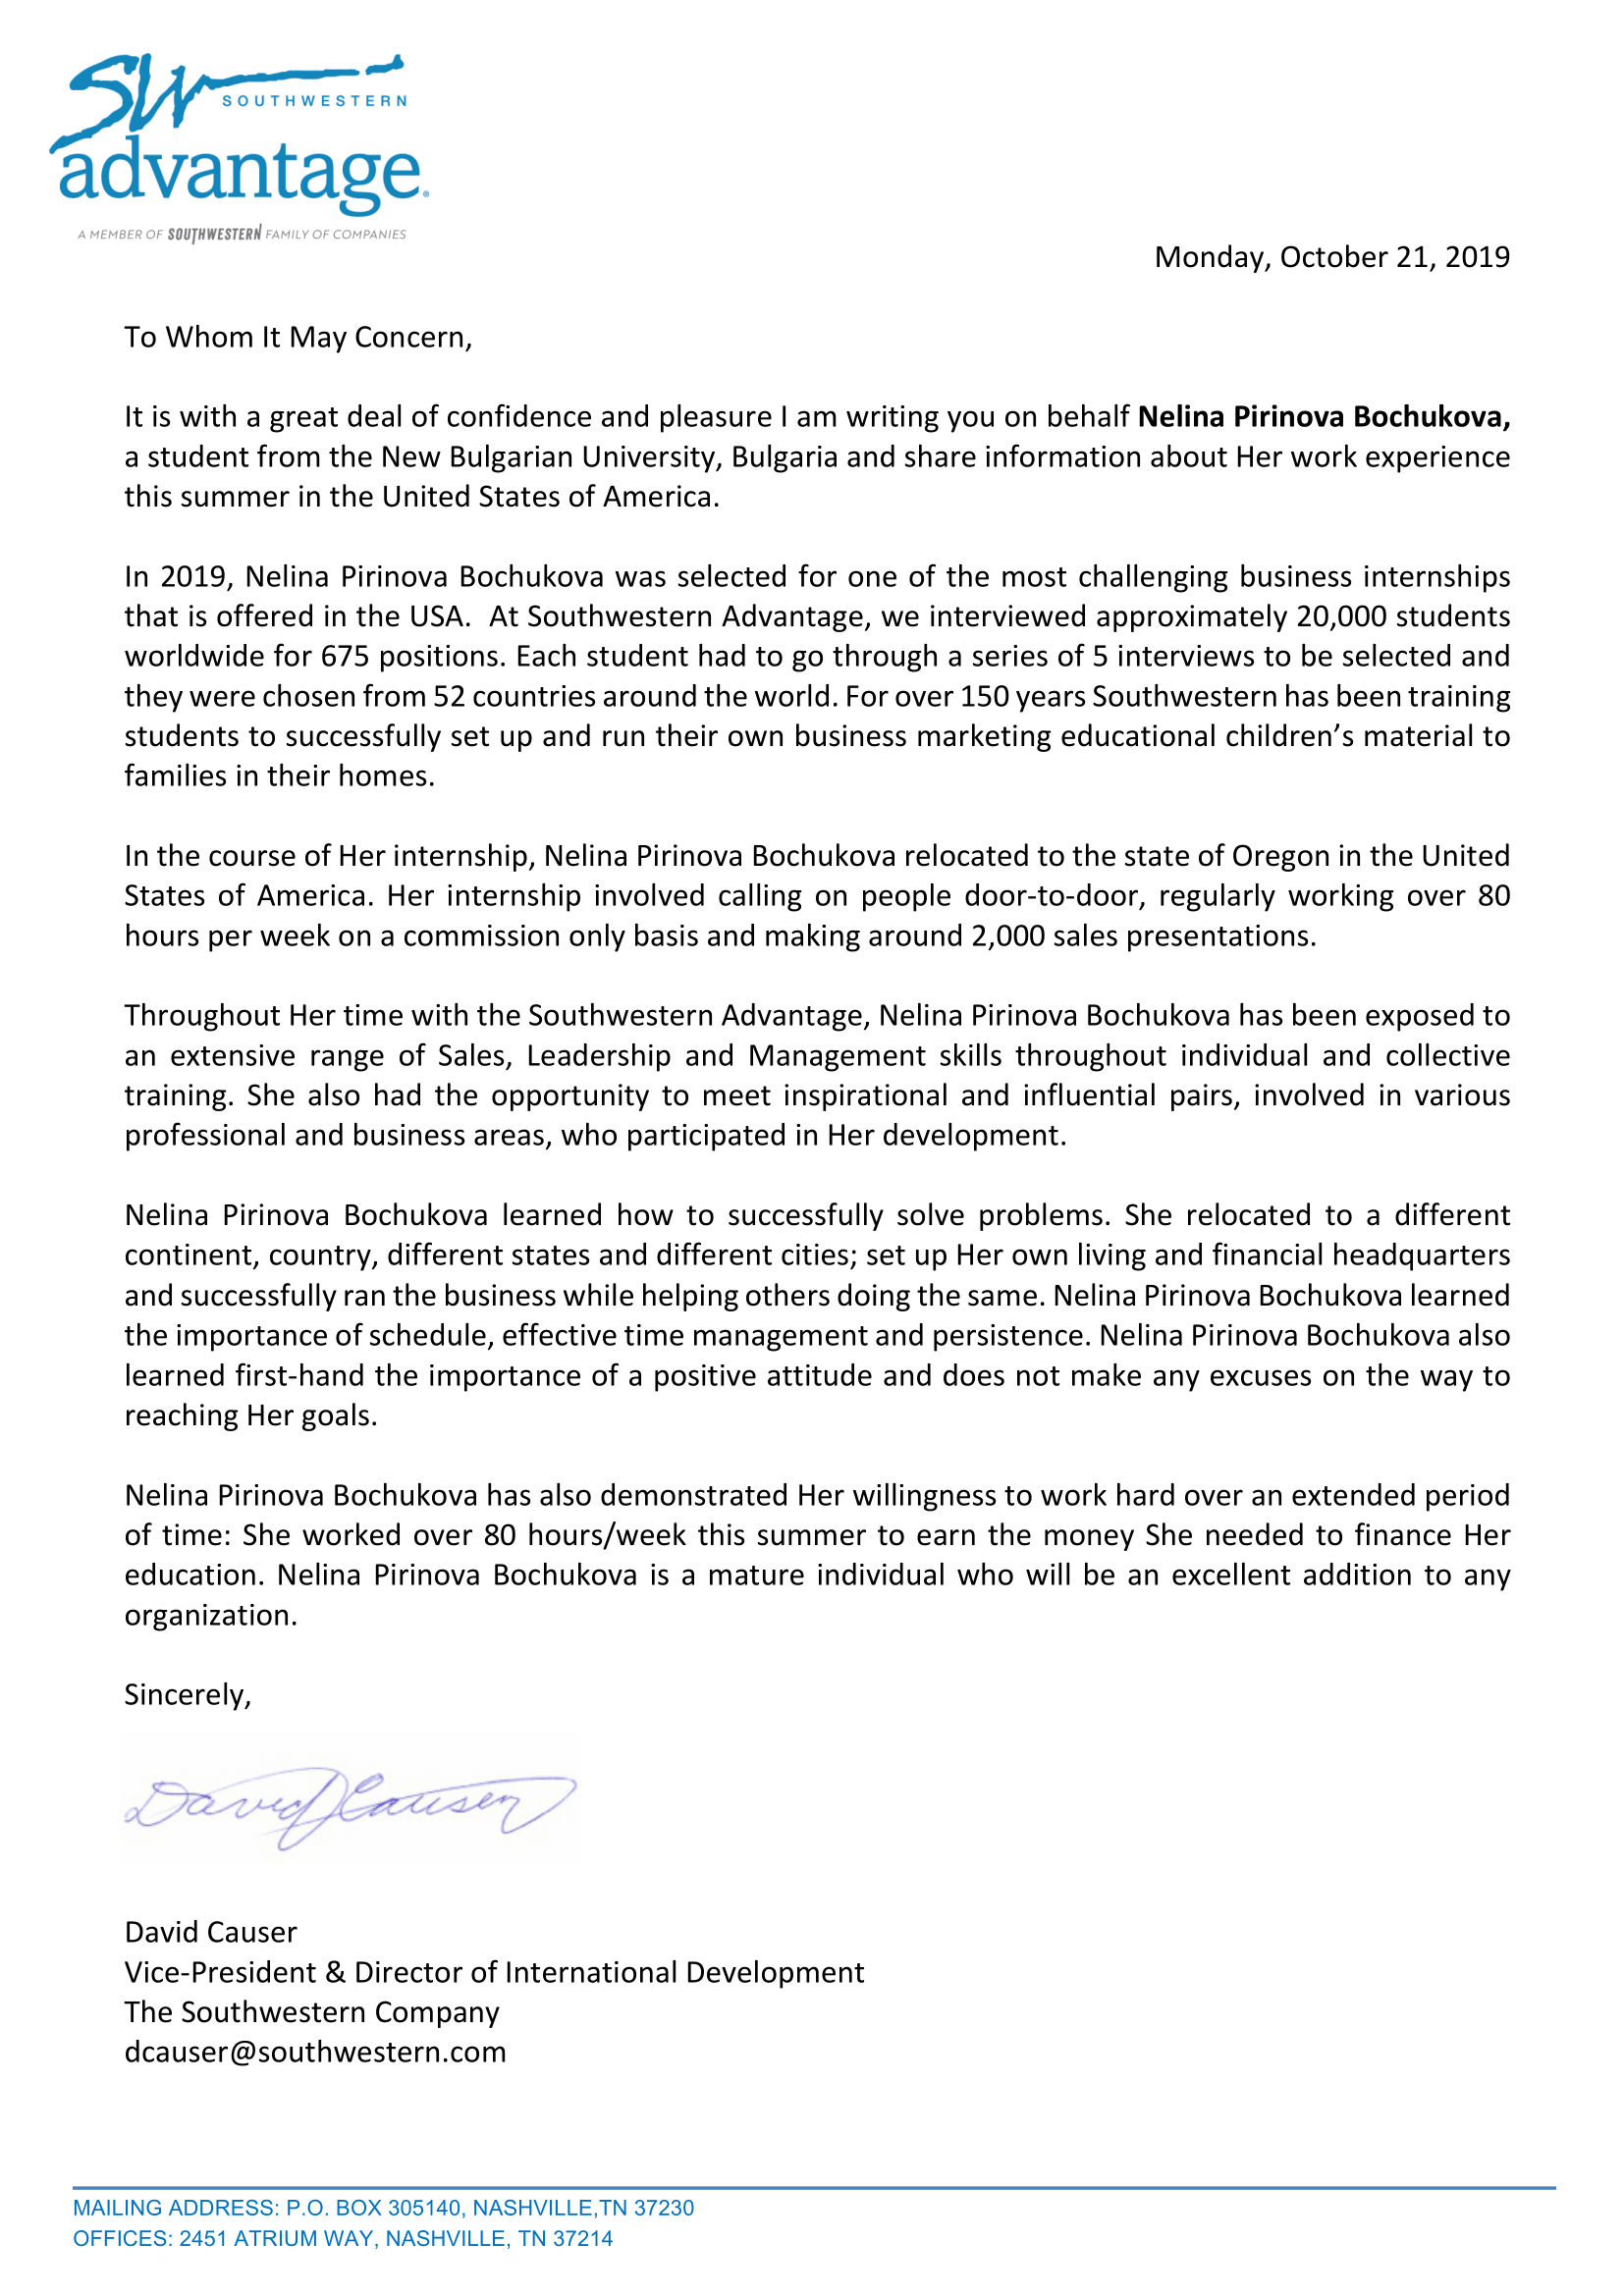 SW SOUTHWESTERN
advantage®
A MEMBER OF SOUTHWESTERN FAMILY OF COMPANIES
Monday, October 21, 2019
To Whom It May Concern,
It is with a great deal of confidence and pleasure I am writing you on behalf Nelina Pirinova Bochukova,
a student from the New Bulgarian University, Bulgaria and share information about Her work experience
this summer in the United States of America.
In 2019, Nelina Pirinova Bochukova was selected for one of the most challenging business internships
that is offered in the USA.  At Southwestern Advantage, we interviewed approximately 20,000 students
worldwide for 675 positions. Each student had to go through a series of 5 interviews to be selected and
they were chosen from 52 countries around the world. For over 150 years Southwestern has been training
students to successfully set up and run their own business marketing educational children’s material to
families in their homes.
In the course of Her internship, Nelina Pirinova Bochukova relocated to the state of Oregon in the United
States of America. Her internship involved calling on people door-to-door, regularly working over 80
hours per week on a commission only basis and making around 2,000 sales presentations.
Throughout Her time with the Southwestern Advantage, Nelina Pirinova Bochukova has been exposed to
an extensive range of Sales, Leadership and Management skills throughout individual and collective
training. She also had the opportunity to meet inspirational and influential pairs, involved in various
professional and business areas, who participated in Her development.
Nelina Pirinova Bochukova learned how to successfully solve problems. She relocated to a different
continent, country, different states and different cities; set up Her own living and financial headquarters
and successfully ran the business while helping others doing the same. Nelina Pirinova Bochukova learned
the importance of schedule, effective time management and persistence. Nelina Pirinova Bochukova also
learned first-hand the importance of a positive attitude and does not make any excuses on the way to
reaching Her goals.
Nelina Pirinova Bochukova has also demonstrated Her willingness to work hard over an extended period
of time: She worked over 80 hours/week this summer to earn the money She needed to finance Her
education. Nelina Pirinova Bochukova is a mature individual who will be an excellent addition to any
organization.
Sincerely,
David Causer
David Causer
Vice-President & Director of International Development
The Southwestern Company
dcauser@southwestern.com
MAILING ADDRESS: P.O. BOX 305140, NASHVILLE,TN 37230
OFFICES: 2451 ATRIUM WAY, NASHVILLE, TN 37214